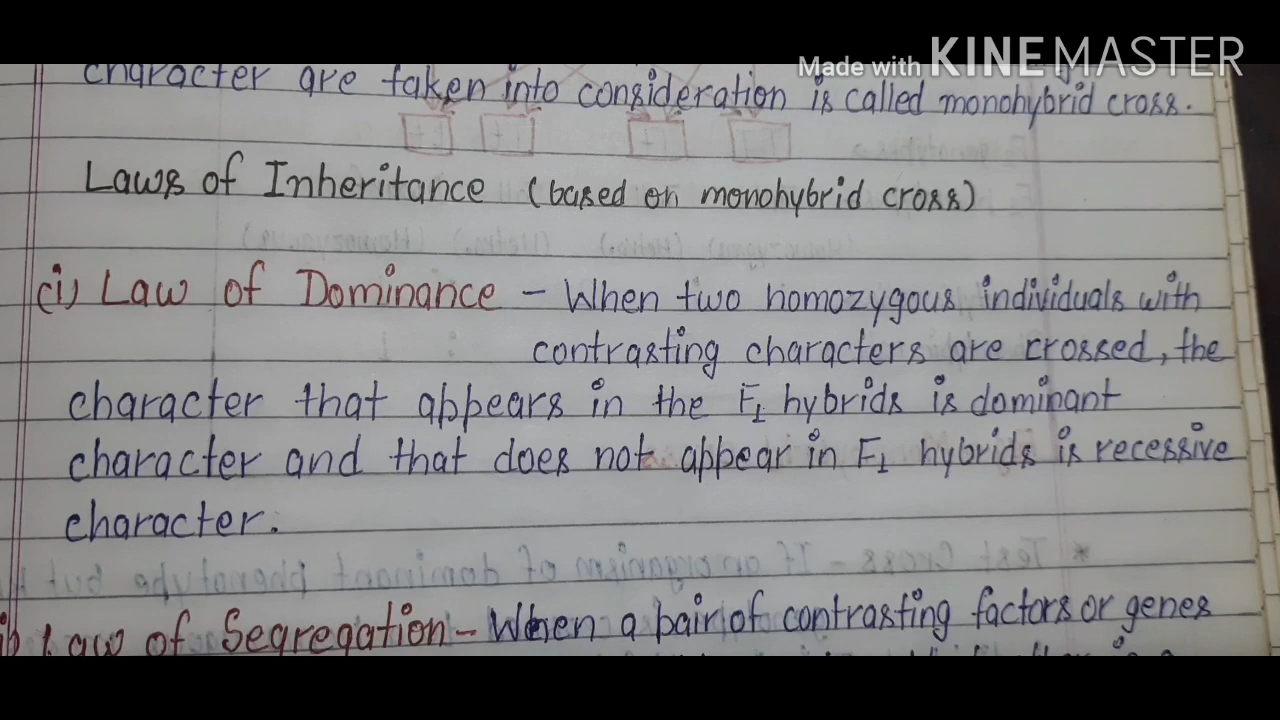 Made with KINEMASTER
character are taken into consideration is called monohybrid cross.
Laws of Inheritance (based on monohybrid cross)
(i) Law of Dominance - When two homozygous individuals with
contrasting characters are crossed, the
character that appears in the F1 hybrids is dominant
character and that does not appear in F1 hybrids is recessive
character.
Law of Segregation - When a pair of contrasting factors or genes